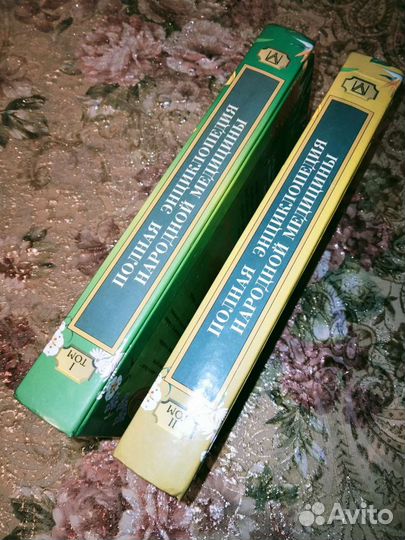 ПОЛНАЯ ЭНЦИКЛОПЕДИЯ
НАРОДНОЙ МЕДИЦИНЫ
I
ТОМ
ПОЛНАЯ ЭНЦИКЛОПЕДИЯ
НАРОДНОЙ МЕДИЦИНЫ
II
ТОМ
Avito